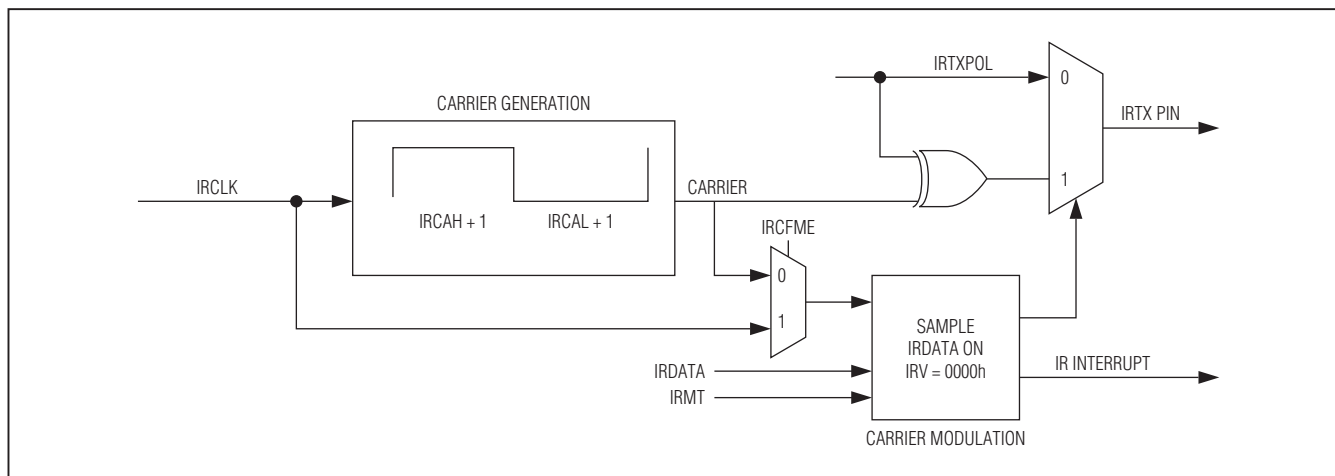 IRTXPOL
0
CARRIER GENERATION
IRTX PIN
IRCLK
CARRIER
1
IRCAH + 1
IRCAL + 1
IRCFME
0
1
SAMPLE
IRDATA ON
IRV = 0000h
IRDATA
IR INTERRUPT
IRMT
CARRIER MODULATION